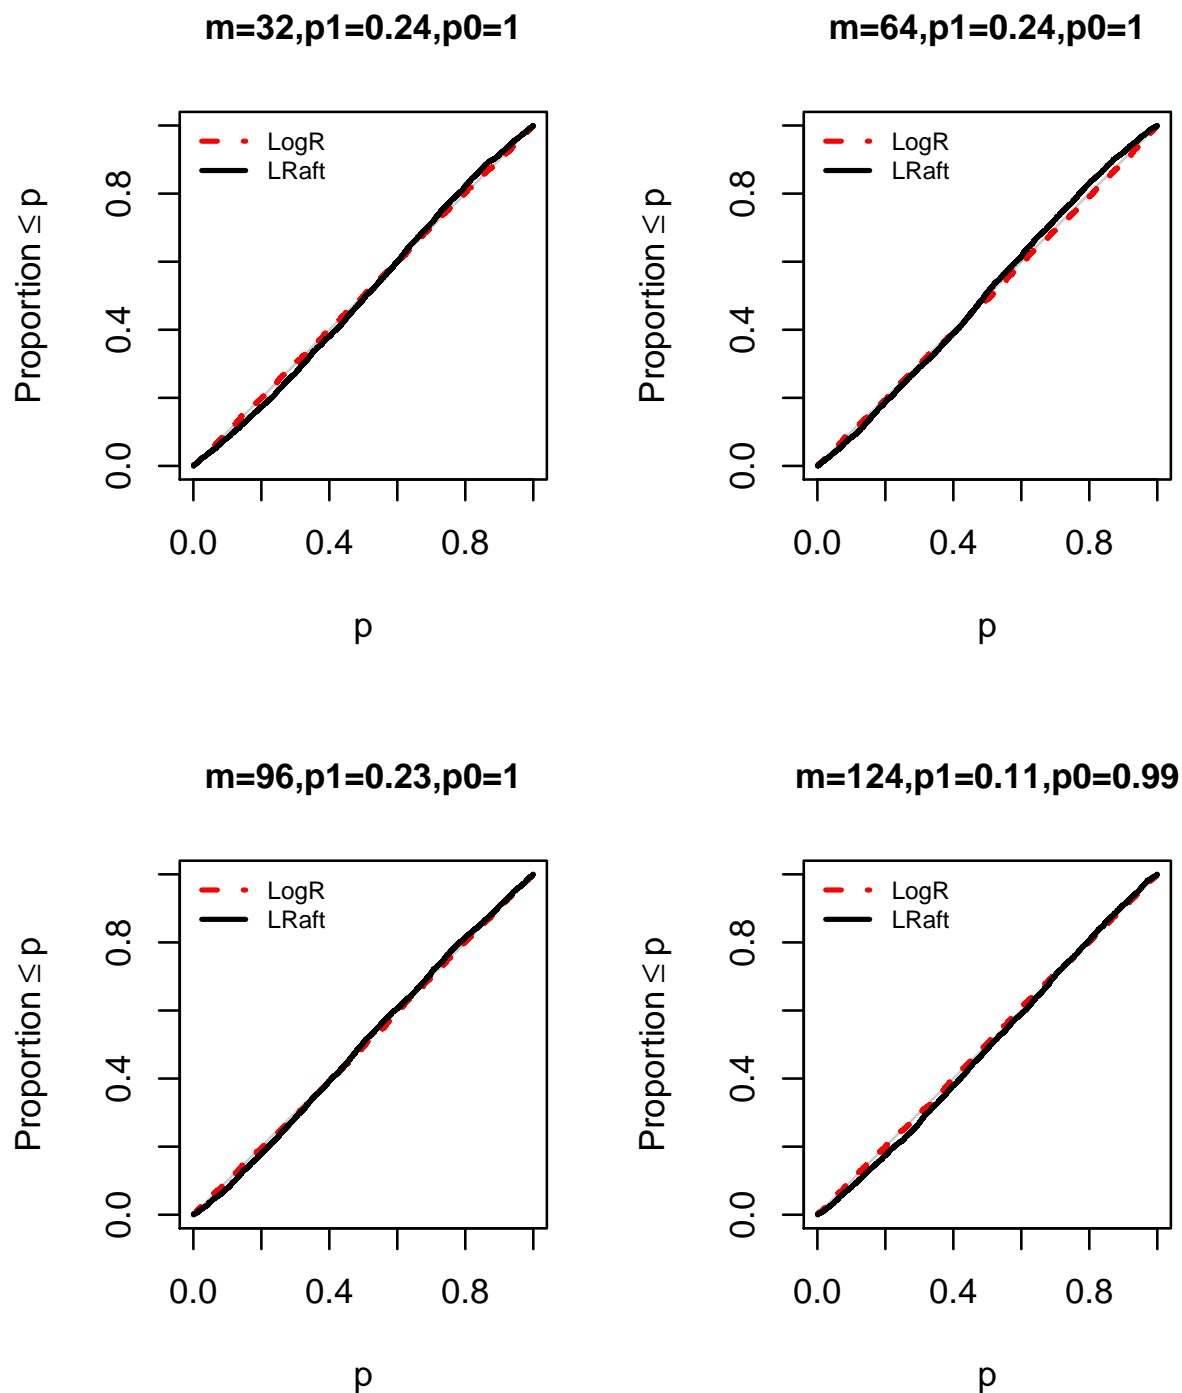 m=32,p1=0.24,p0=1
LogR
LRaft
Proportion ≤ p
0.0
0.4
0.8
0.0
0.4
0.8
p
m=64,p1=0.24,p0=1
LogR
LRaft
Proportion ≤ p
0.0
0.4
0.8
0.0
0.4
0.8
p
m=96,p1=0.23,p0=1
LogR
LRaft
Proportion ≤ p
0.0
0.4
0.8
0.0
0.4
0.8
p
m=124,p1=0.11,p0=0.99
LogR
LRaft
Proportion ≤ p
0.0
0.4
0.8
0.0
0.4
0.8
p